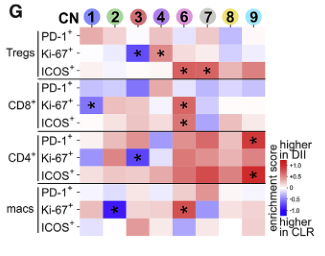 G
CN 1 2 3 4 6 7 8 9
PD-1+
Tregs Ki-67+ * *
ICOS+ * *
PD-1+
CD8+ Ki-67+ * *
ICOS+ *
PD-1+ *
CD4+ Ki-67+ *
ICOS+ *
PD-1+
macs Ki-67+ * *
ICOS+
higher
in DII
enrichment score
+1.0
+0.5
0
-0.5
-1.0
higher
in CLR